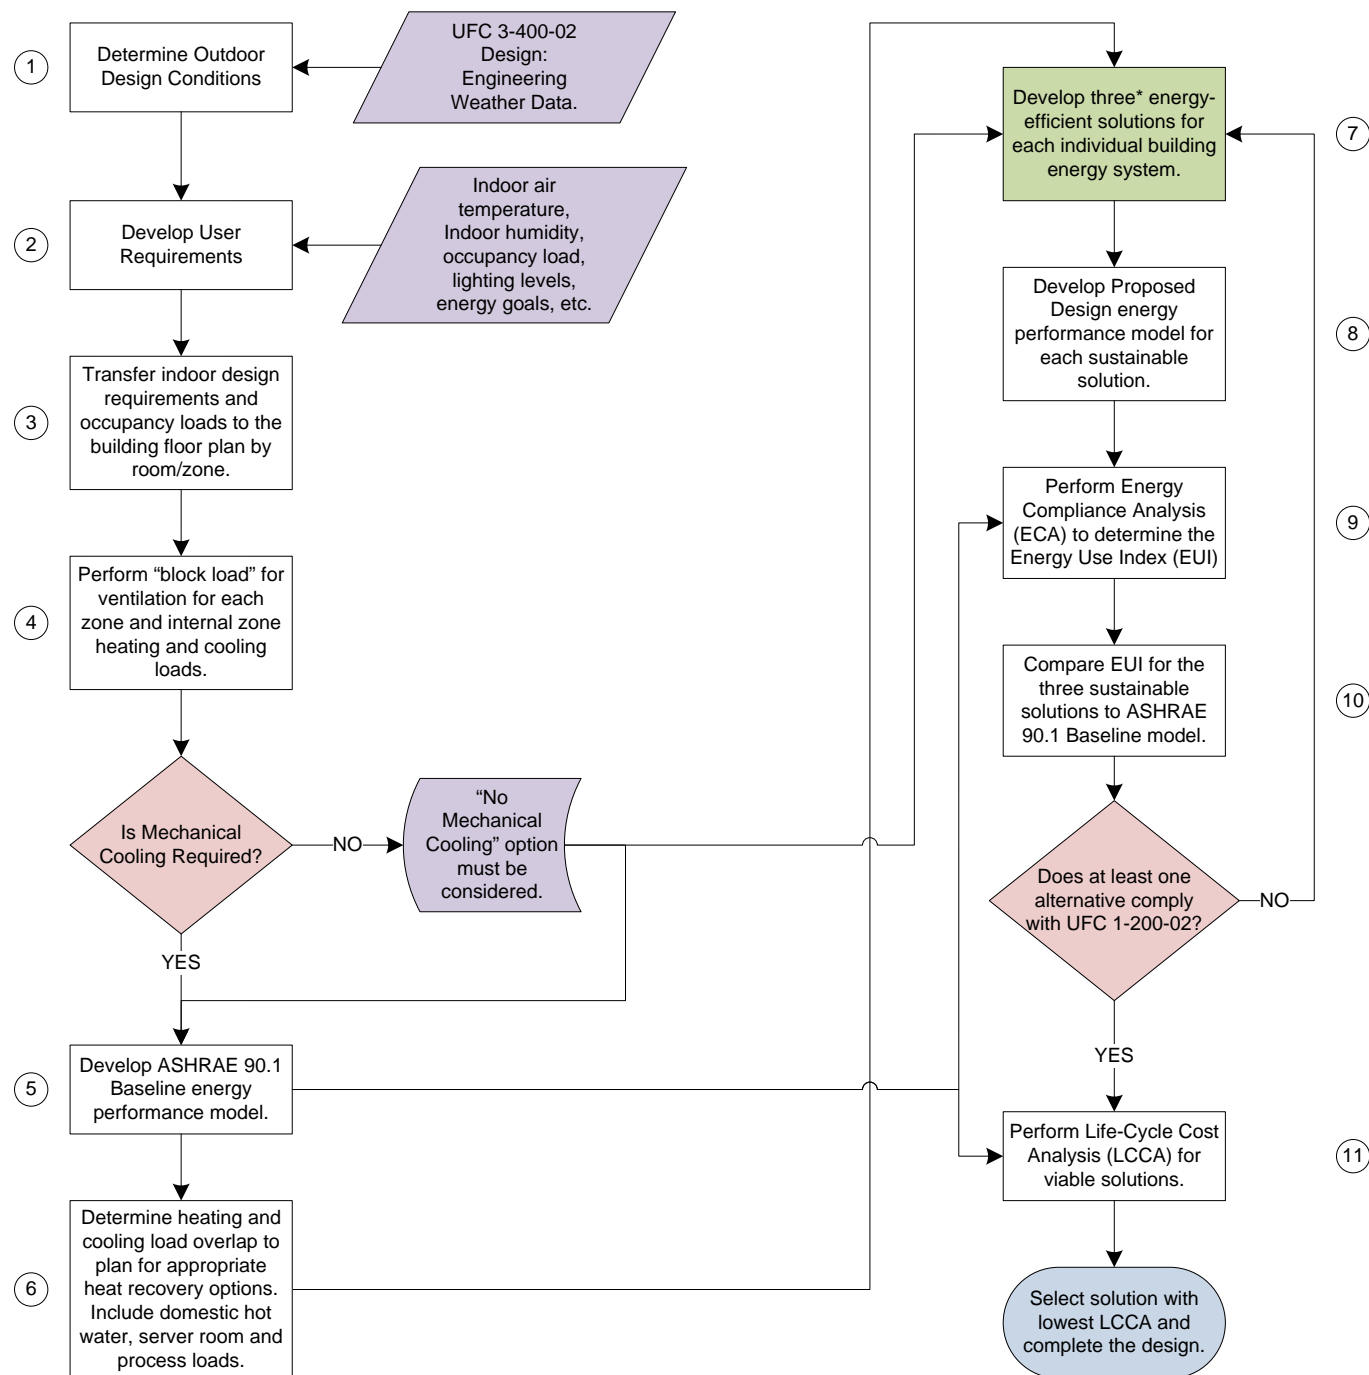 1
Determine Outdoor
Design Conditions
UFC 3-400-02
Design:
Engineering
Weather Data.
2
Develop User
Requirements
Indoor air
temperature,
Indoor humidity,
occupancy load,
lighting levels,
energy goals, etc.
3
Transfer indoor design
requirements and
occupancy loads to the
building floor plan by
room/zone.
4
Perform “block load” for
ventilation for each
zone and internal zone
heating and cooling
loads.
Is Mechanical
Cooling Required?
NO
“No
Mechanical
Cooling” option
must be
considered.
YES
5
Develop ASHRAE 90.1
Baseline energy
performance model.
6
Determine heating and
cooling load overlap to
plan for appropriate
heat recovery options.
Include domestic hot
water, server room and
process loads.
Develop three* energy-
efficient solutions for
each individual building
energy system.
7
Develop Proposed
Design energy
performance model for
each sustainable
solution.
8
Perform Energy
Compliance Analysis
(ECA) to determine the
Energy Use Index (EUI)
9
Compare EUI for the
three sustainable
solutions to ASHRAE
90.1 Baseline model.
10
Does at least one
alternative comply
with UFC 1-200-02?
NO
YES
Perform Life-Cycle Cost
Analysis (LCCA) for
viable solutions.
11
Select solution with
lowest LCCA and
complete the design.